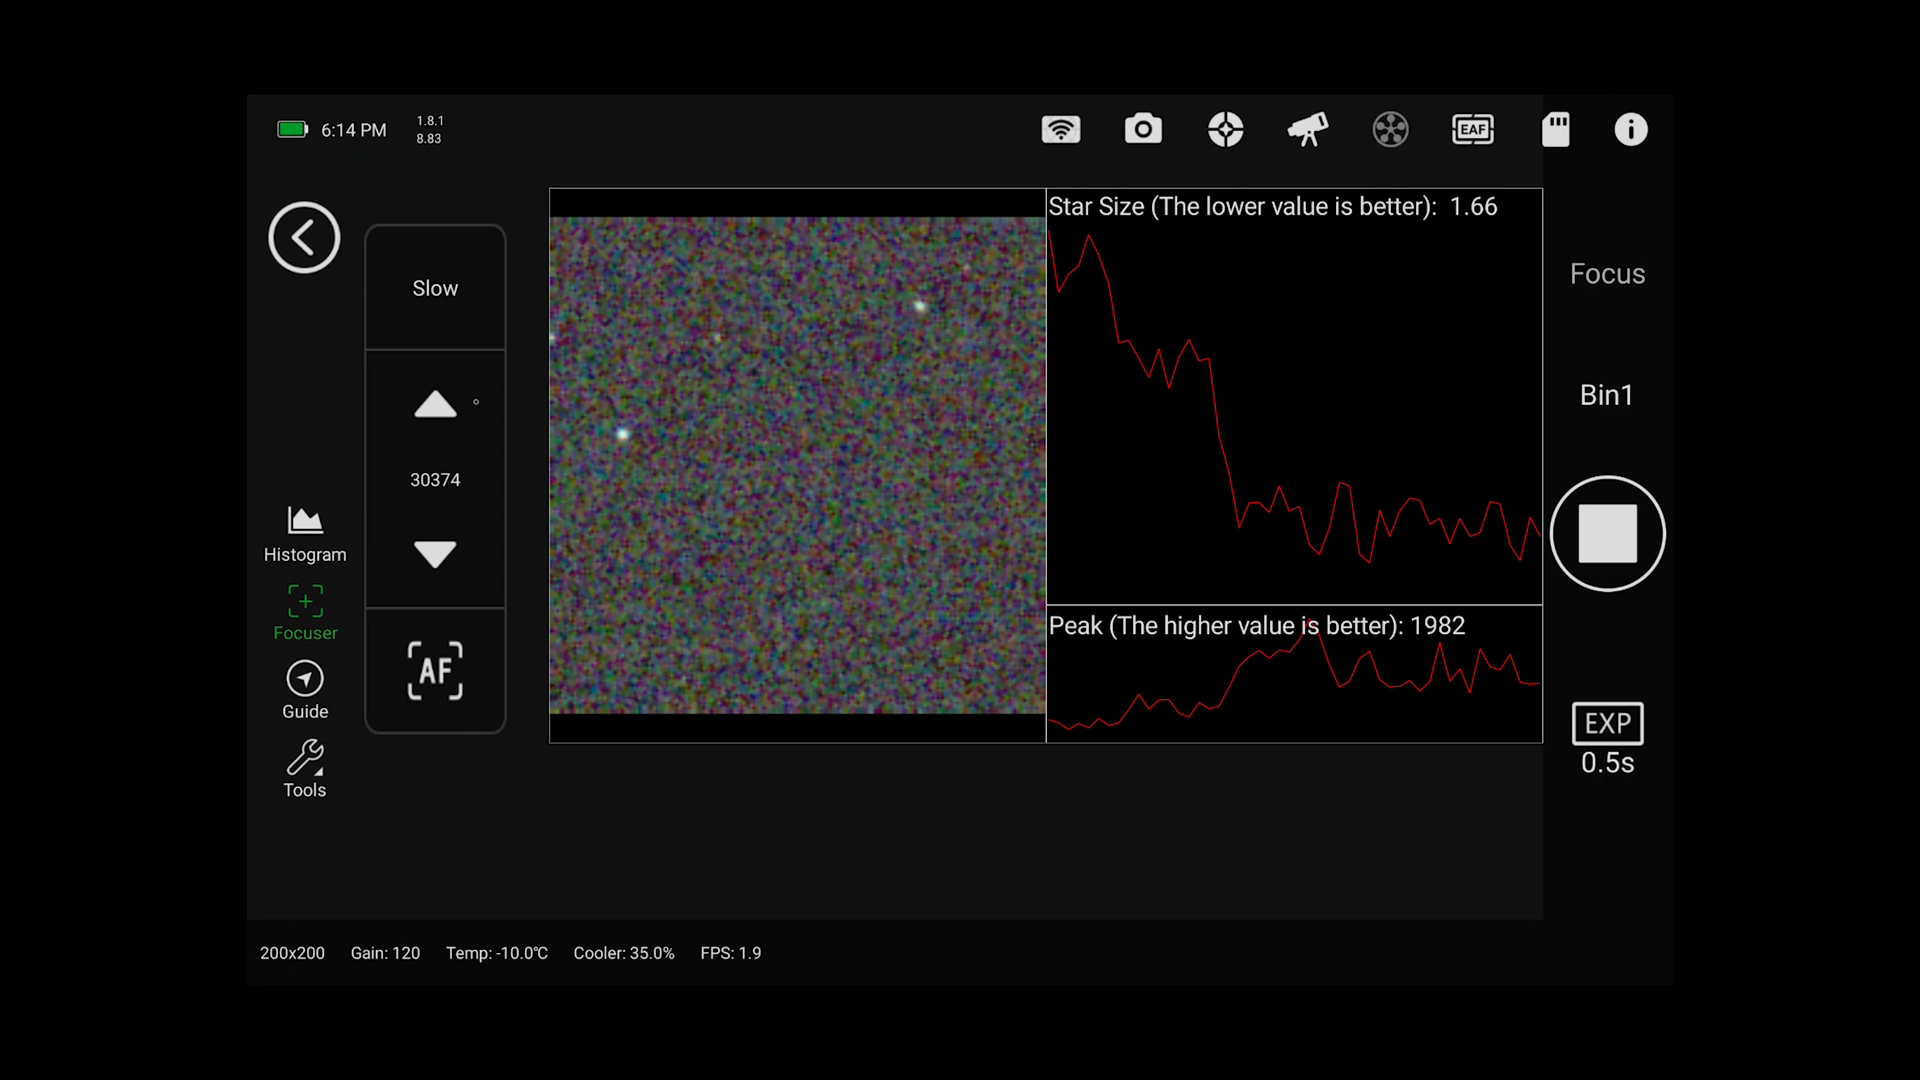 6:14 PM
1.8.1
8.83
EAF
Slow
30374
AF
Histogram
Focuser
Guide
Tools
Star Size (The lower value is better): 1.66
Peak (The higher value is better): 1982
Focus
Bin1
EXP
0.5s
200x200 Gain: 120 Temp: -10.0℃ Cooler: 35.0% FPS: 1.9